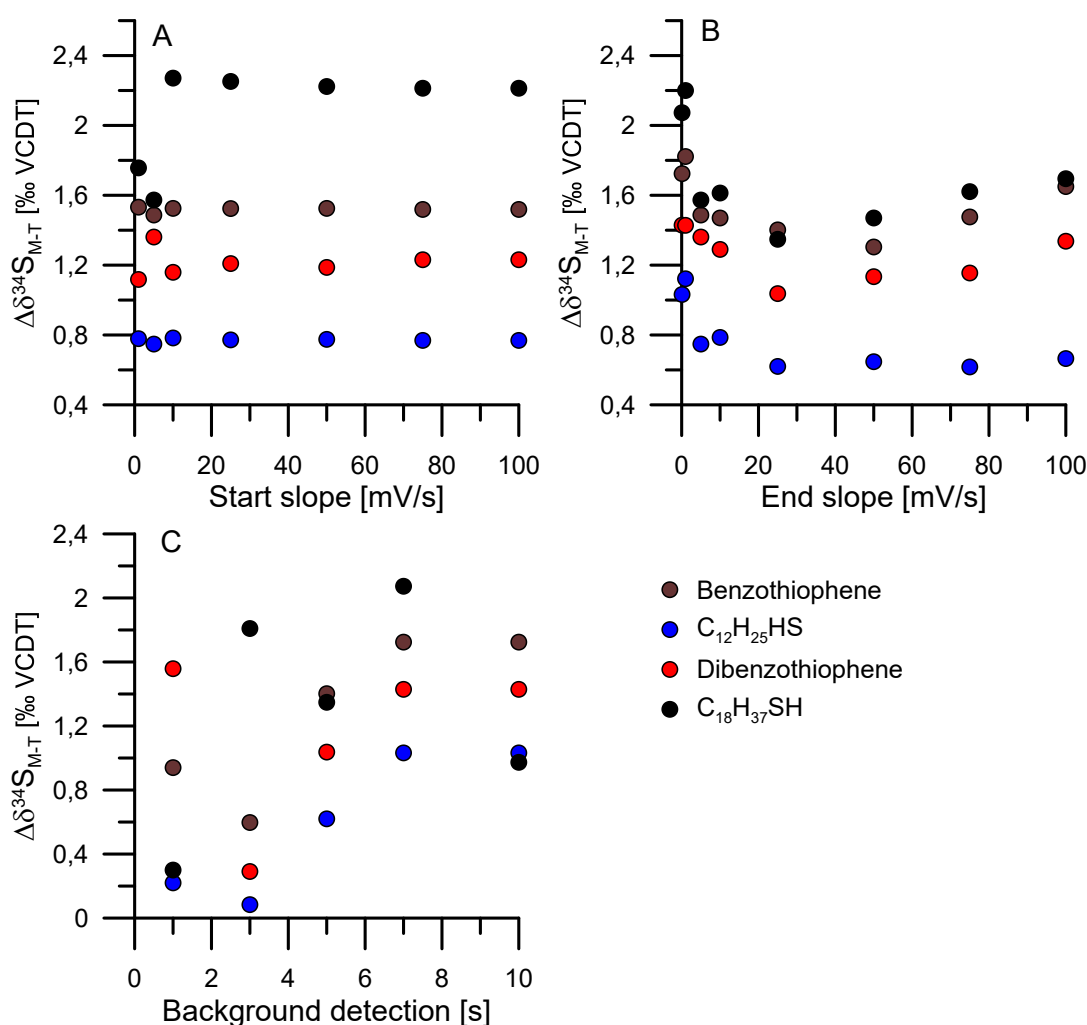 A
2,4
2
1.6
1.2
0.8
0,4
Δδ³⁴S_M-T [‰ VCDT]
0 20 40 60 80 100
Start slope [mV/s]
B
2,4
2
1.6
1.2
0.8
0,4
Δδ³⁴S_M-T [‰ VCDT]
0 20 40 60 80 100
End slope [mV/s]
C
2,4
2
1,6
1,2
0,8
0,4
0
Δδ³⁴S_M-T [‰ VCDT]
0 2 4 6 8 10
Background detection [s]
Benzothiophene
C₁₂H₂₅HS
Dibenzothiophene
C₁₈H₃₇SH